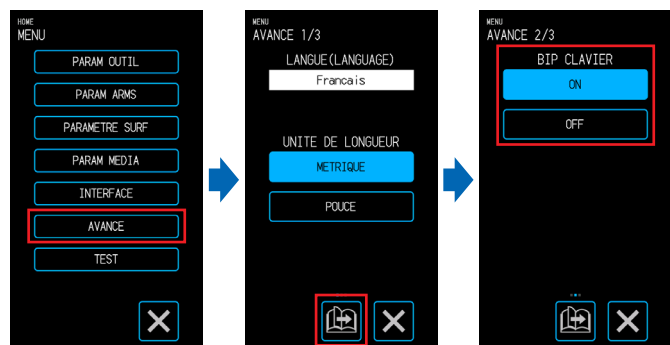 HOME
MENU
PARAM OUTIL
PARAM ARMS
PARAMETRE SURF
PARAM MEDIA
INTERFACE
AVANCE
TEST
MENU
AVANCE 1/3
LANGUE(LANGUAGE)
Francais
UNITE DE LONGUEUR
METRIQUE
POUCE
MENU
AVANCE 2/3
BIP CLAVIER
ON
OFF